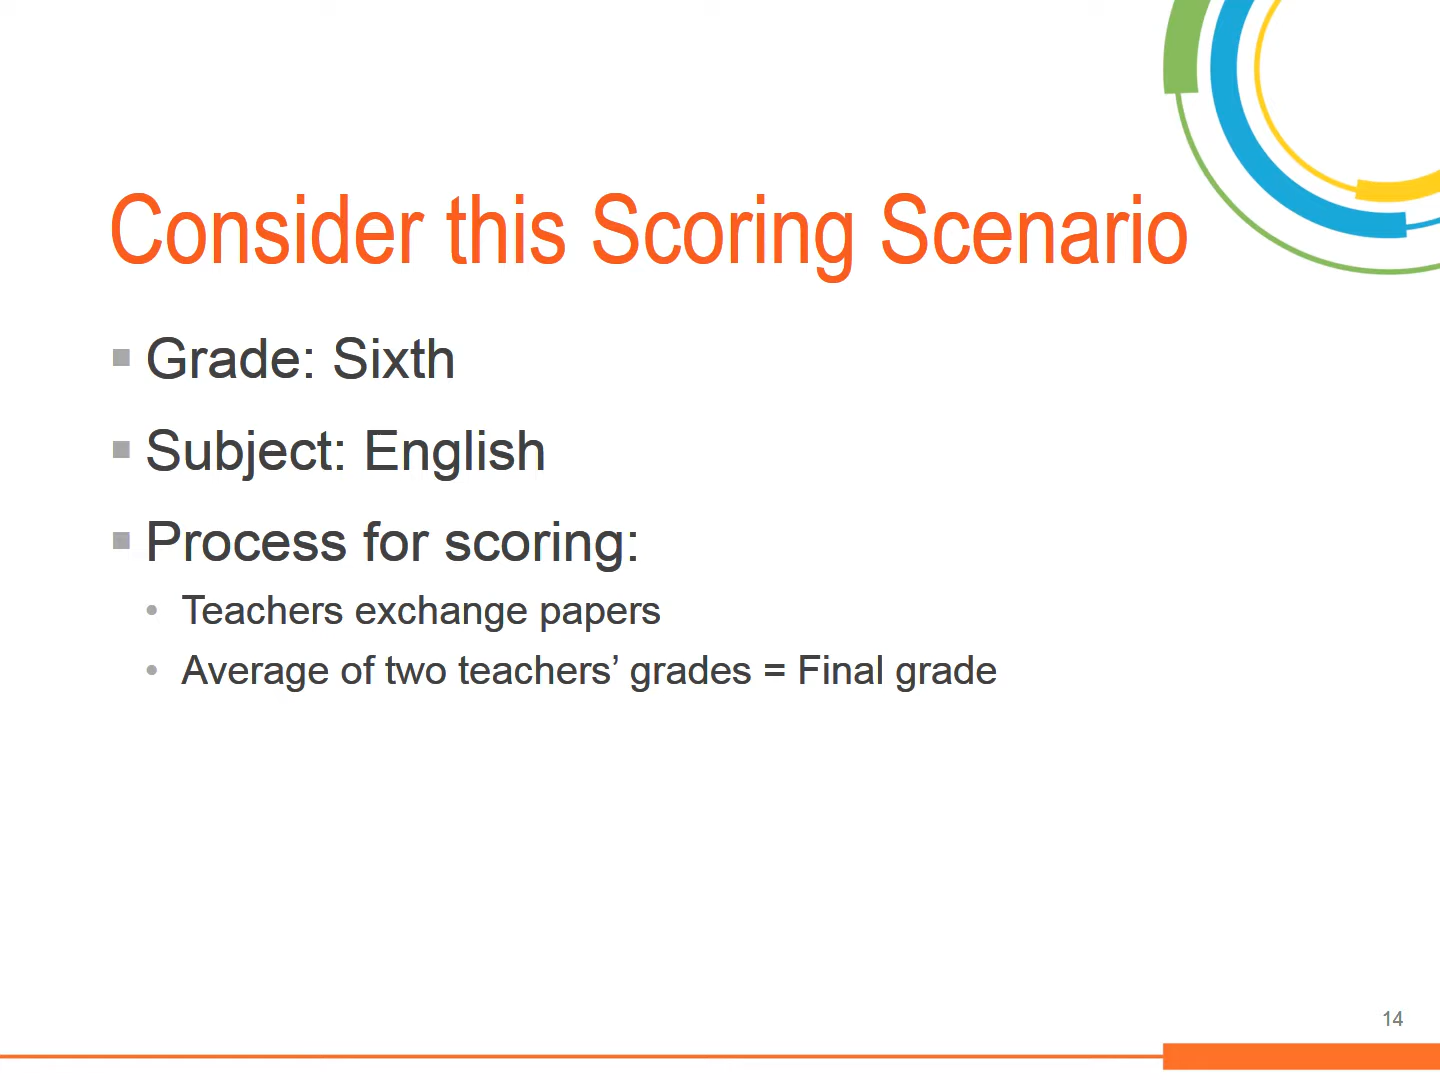 Consider this Scoring Scenario
Grade: Sixth
Subject: English
Process for scoring:
Teachers exchange papers
Average of two teachers’ grades = Final grade
14